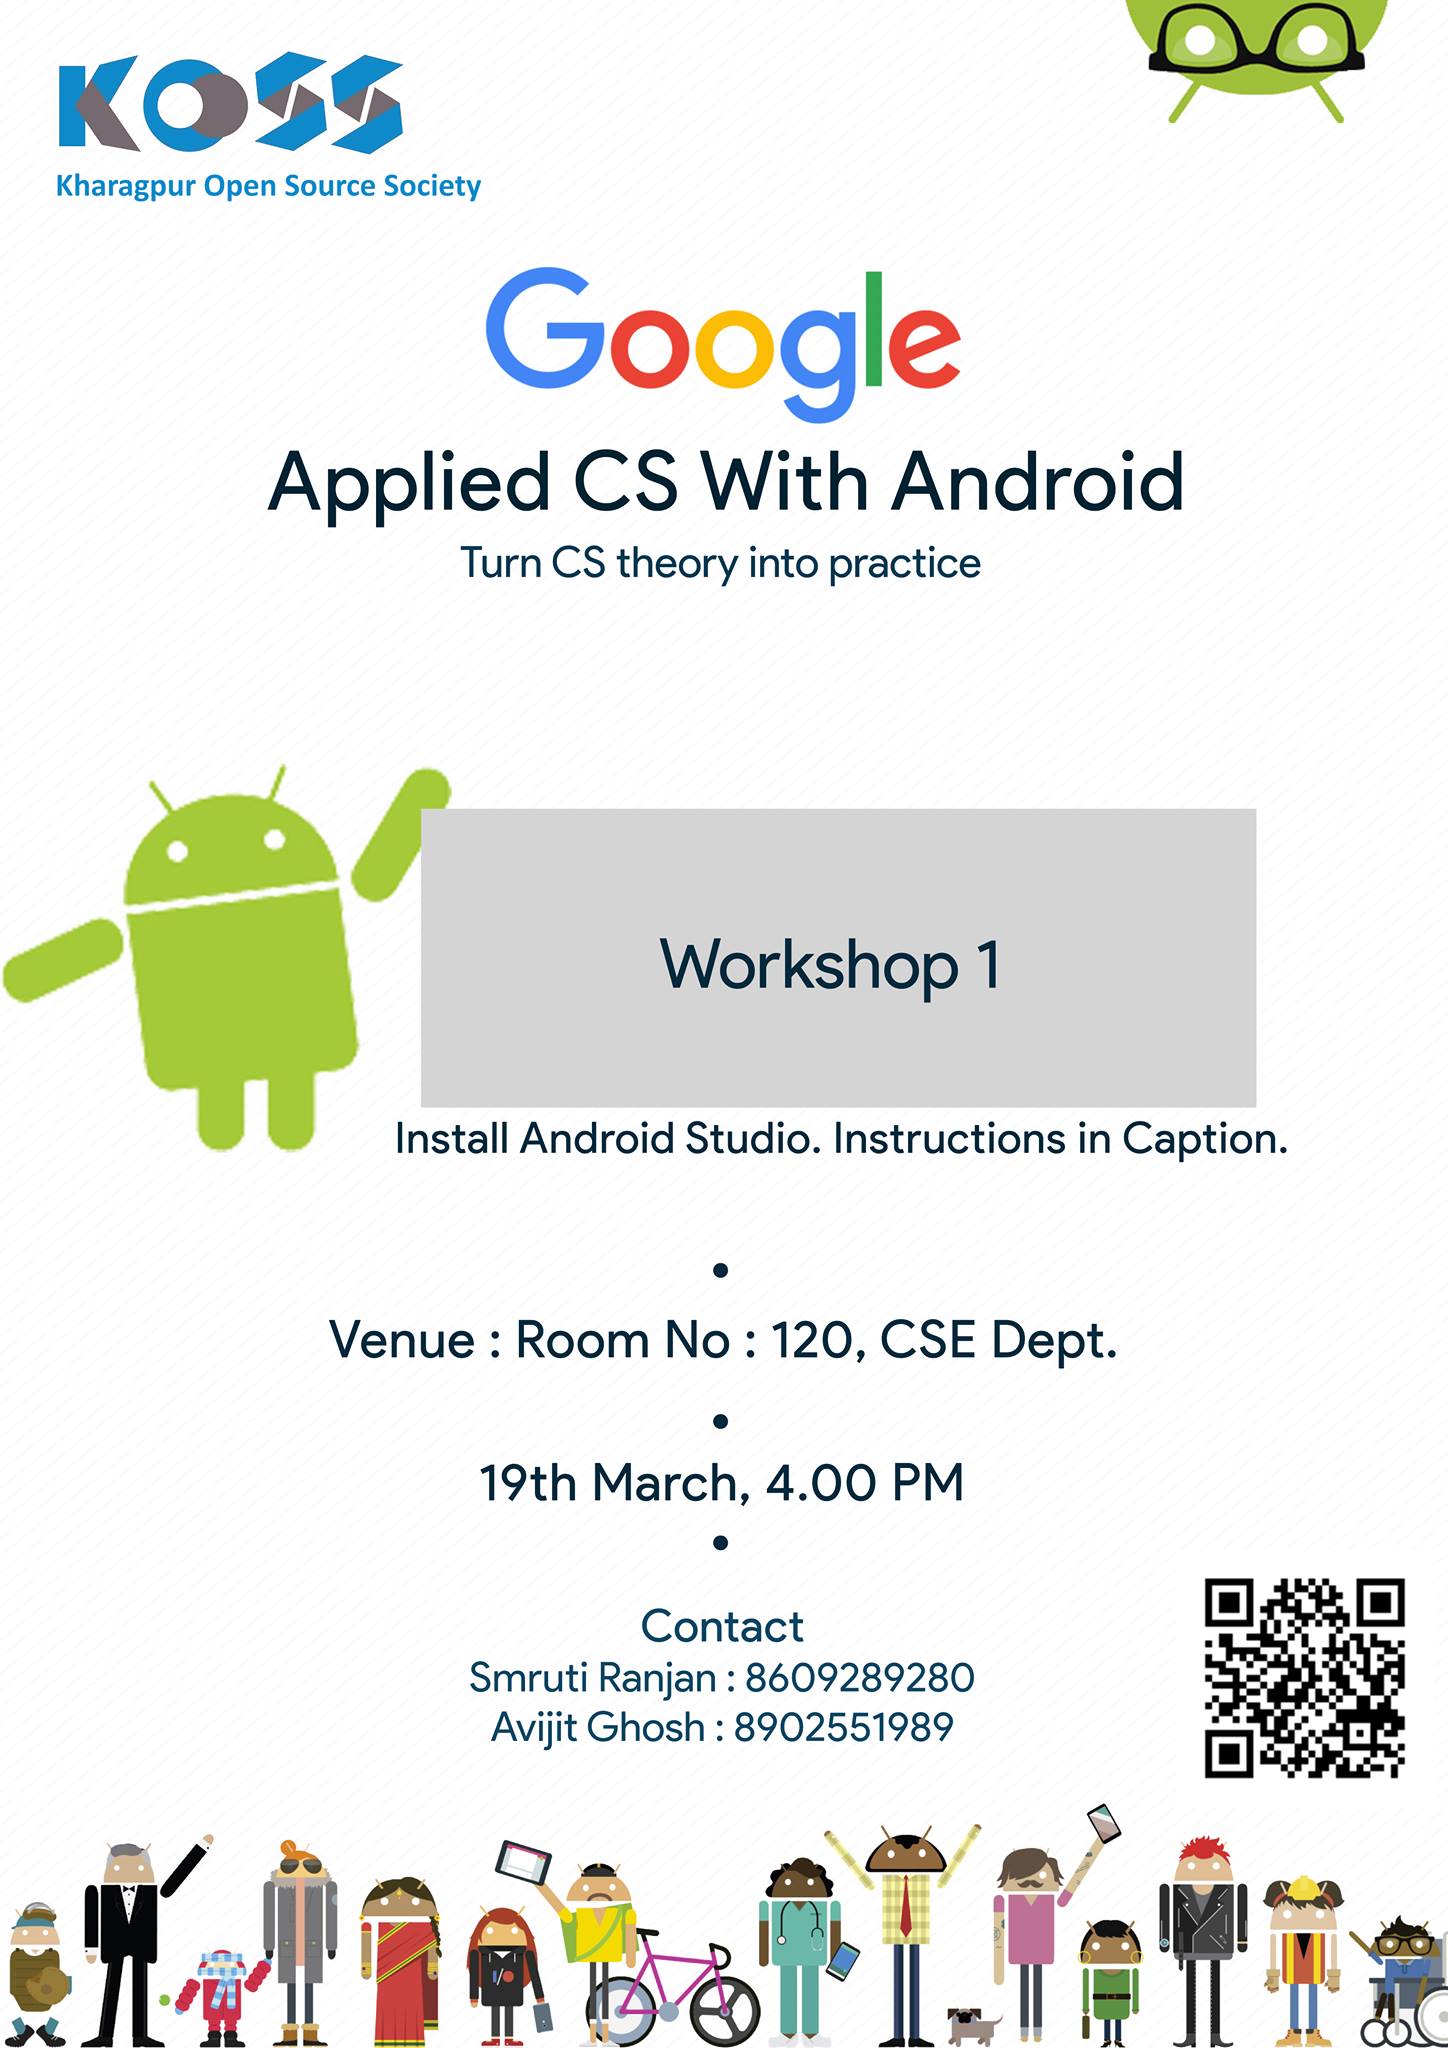 KOSS
Kharagpur Open Source Society
Google
Applied CS With Android
Turn CS theory into practice
Workshop 1
Install Android Studio. Instructions in Caption.
Venue : Room No : 120, CSE Dept.
19th March, 4.00 PM
Contact
Smruti Ranjan : 8609289280
Avijit Ghosh : 8902551989